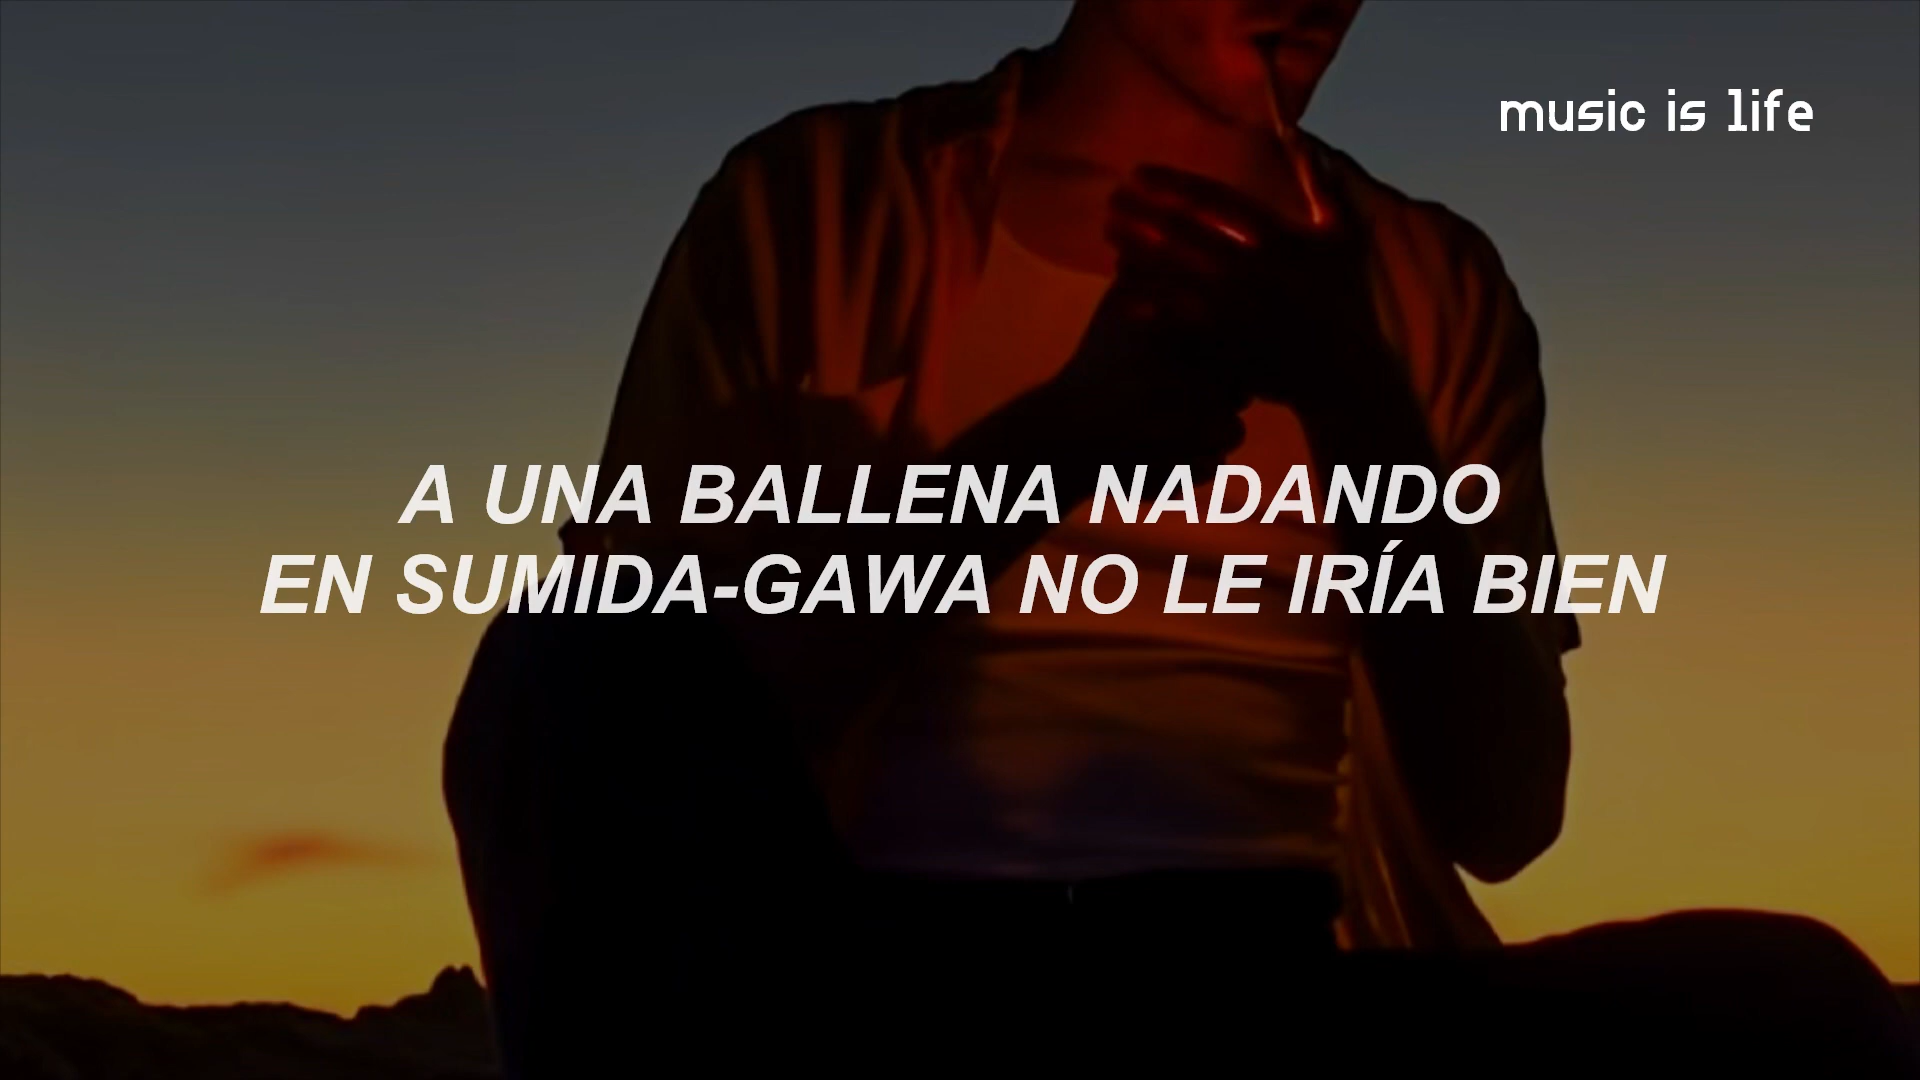 music is life
A UNA BALLENA NADANDO
EN SUMIDA-GAWA NO LE IRÍA BIEN